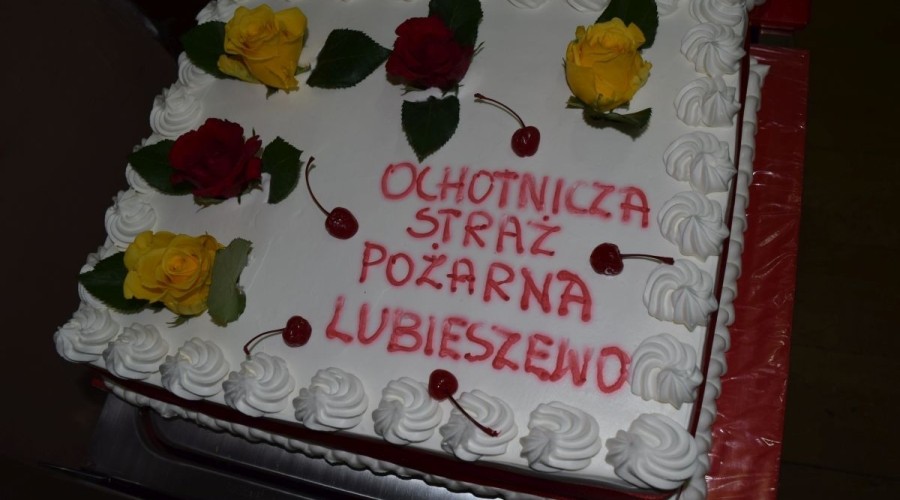 OCHOTNICZA
STRAŻ
POŻARNA
LUBIESZEWO